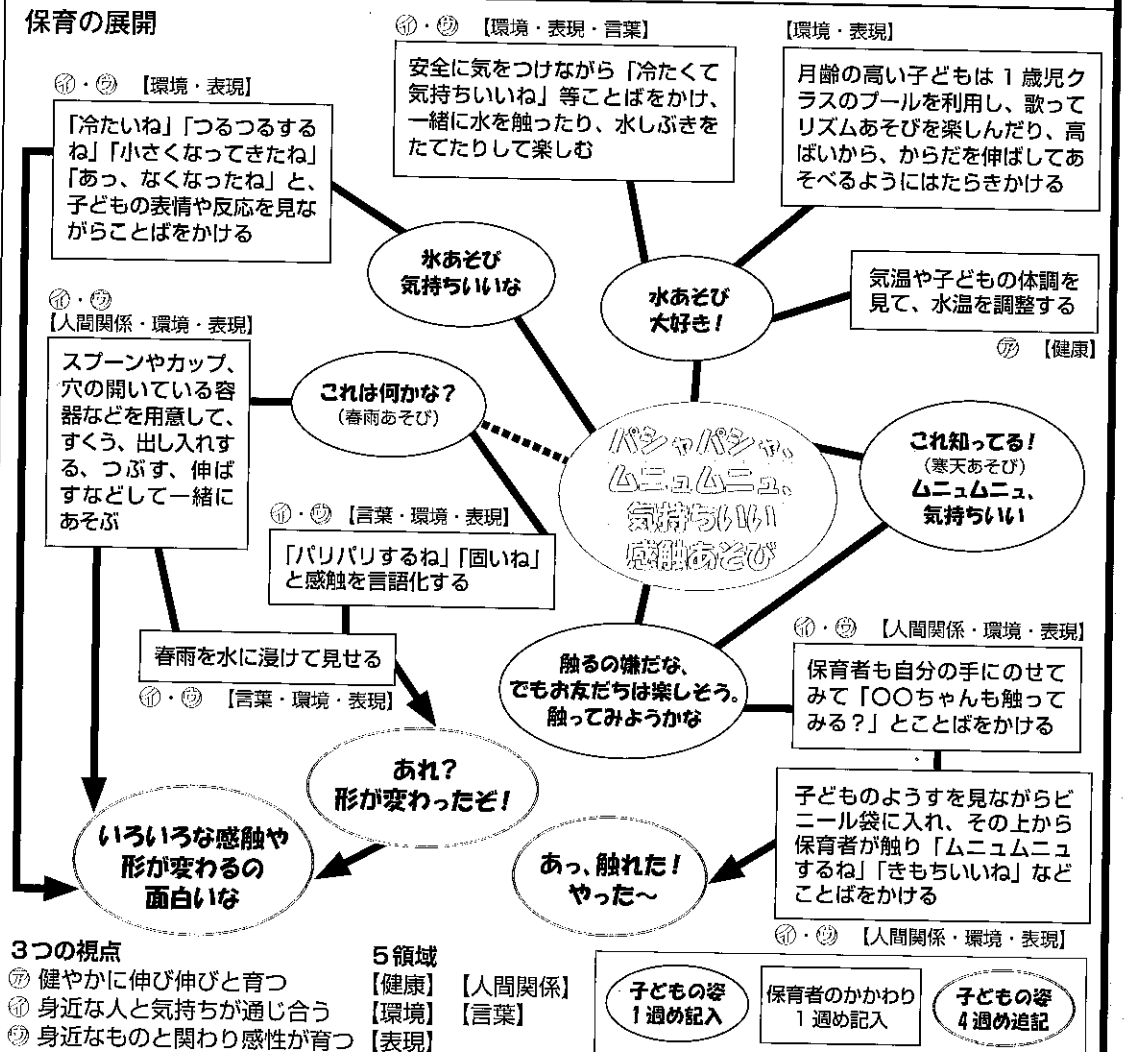 保育の展開
㋑・㋒ 【環境・表現】
「冷たいね」「つるつるする
ね」「小さくなってきたね」
「あっ、なくなったね」と、
子どもの表情や反応を見な
がらことばをかける
㋑・㋒ 【環境・表現・言葉】
安全に気をつけながら「冷たくて
気持ちいいね」等ことばをかけ、
一緒に水を触ったり、水しぶきを
たてたりして楽しむ
【環境・表現】
月齢の高い子どもは1歳児ク
ラスのプールを利用し、歌って
リズムあそびを楽しんだり、高
ばいから、からだを伸ばしてあ
そべるようにはたらきかける
氷あそび
気持ちいいな
水あそび
大好き!
気温や子どもの体調を
見て、水温を調整する
㋐ 【健康】
㋑・㋒
【人間関係・環境・表現】
スプーンやカップ、
穴の開いている容
器などを用意して、
すくう、出し入れす
る、つぶす、伸ば
すなどして一緒に
あそぶ
これは何かな?
(春雨あそび)
パシャパシャ、
ムニュムニュ、
気持ちいい
感触あそび
これ知ってる!
(寒天あそび)
ムニュムニュ、
気持ちいい
㋑・㋒ 【言葉・環境・表現】
「パリパリするね」「固いね」
と感触を言語化する
春雨を水に浸けて見せる
㋑・㋒ 【言葉・環境・表現】
触るの嫌だな、
でもお友だちは楽しそう。
触ってみようかな
㋑・㋒ 【人間関係・環境・表現】
保育者も自分の手にのせて
みて「〇〇ちゃんも触って
みる?」とことばをかける
あれ?
形が変わったぞ!
子どものようすを見ながらビ
ニール袋に入れ、その上から
保育者が触り「ムニュムニュ
するね」「きもちいいね」など
ことばをかける
㋑・㋒ 【人間関係・環境・表現】
いろいろな感触や
形が変わるの
面白いな
あっ、触れた!
やった〜
3つの視点
㋐ 健やかに伸び伸びと育つ
㋑ 身近な人と気持ちが通じ合う
㋒ 身近なものと関わり感性が育つ
5領域
【健康】 【人間関係】
【環境】 【言葉】
【表現】
子どもの姿
1週め記入
保育者のかかわり
1週め記入
子どもの姿
4週め追記